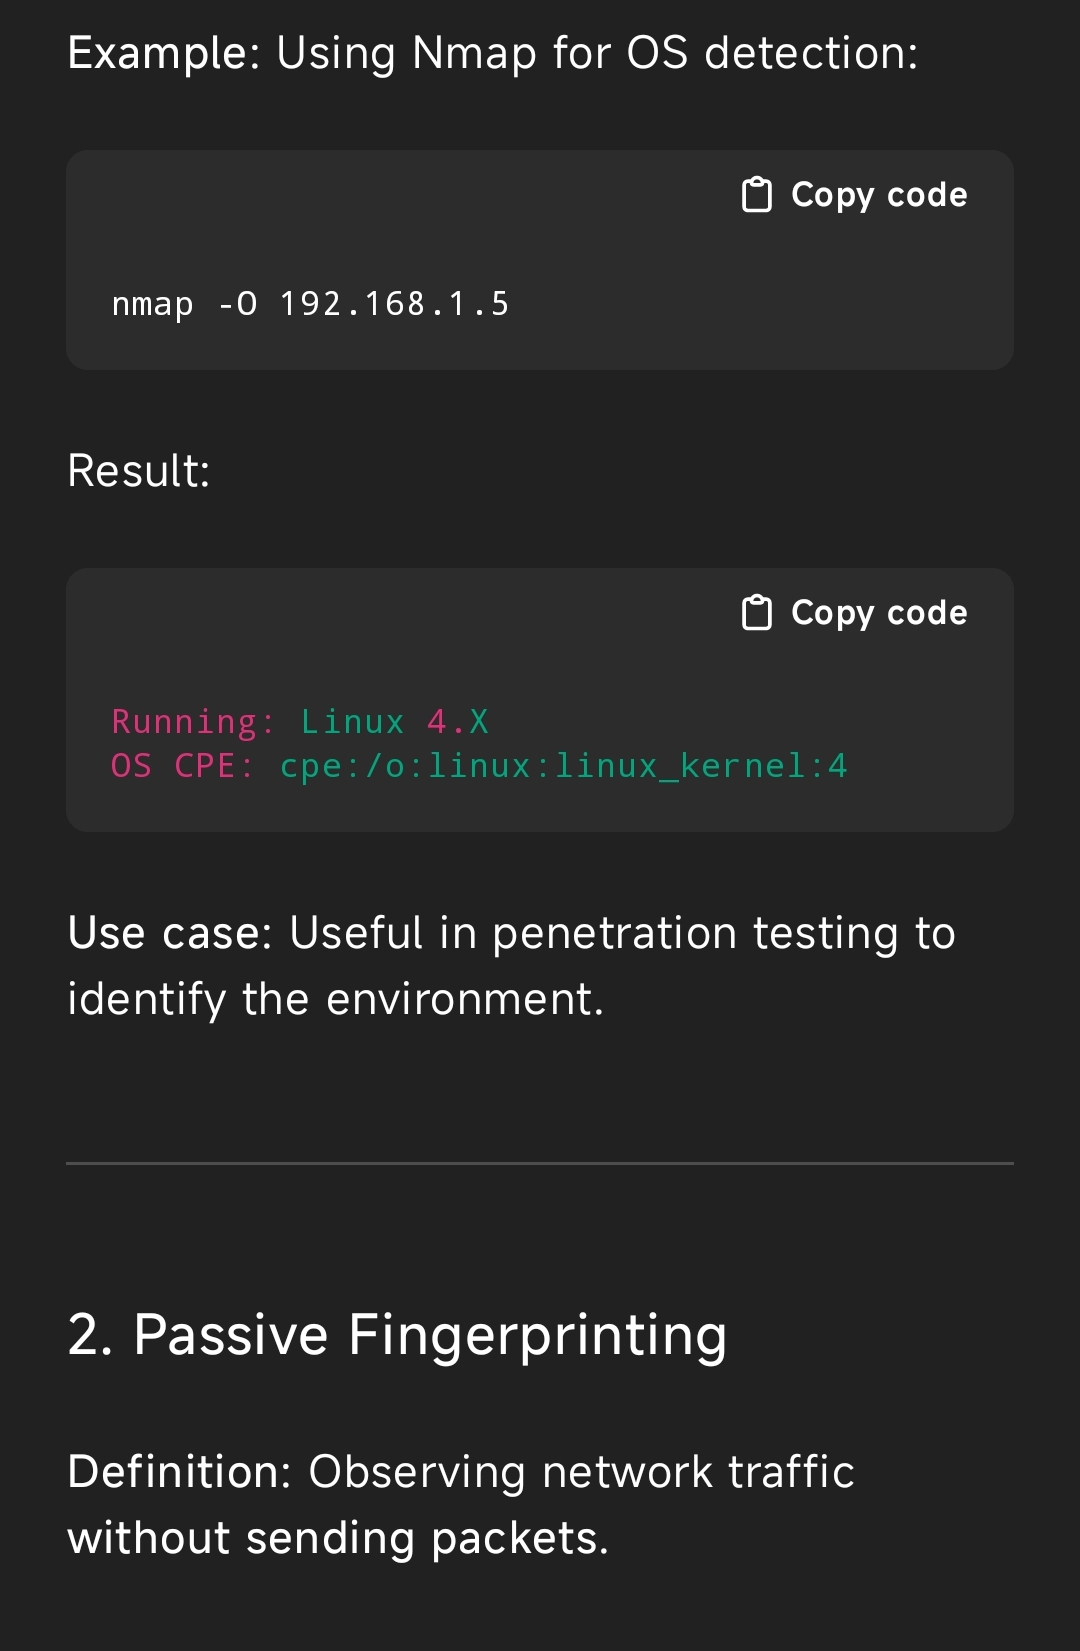 Example: Using Nmap for OS detection:
Copy code
nmap -O 192.168.1.5
Result:
Copy code
Running: Linux 4.X
OS CPE: cpe:/o:linux:linux_kernel:4
Use case: Useful in penetration testing to
identify the environment.
2. Passive Fingerprinting
Definition: Observing network traffic
without sending packets.